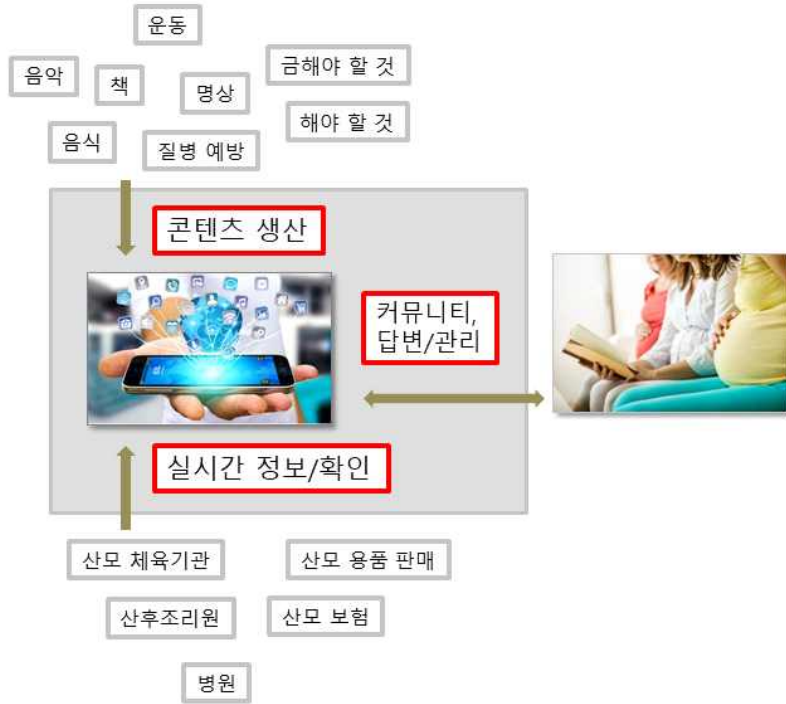 운동
음악
책
명상
금해야 할 것
해야 할 것
음식
질병 예방
콘텐츠 생산
커뮤니티,
답변/관리
실시간 정보/확인
산모 체육기관
산모 용품 판매
산후조리원
산모 보험
병원